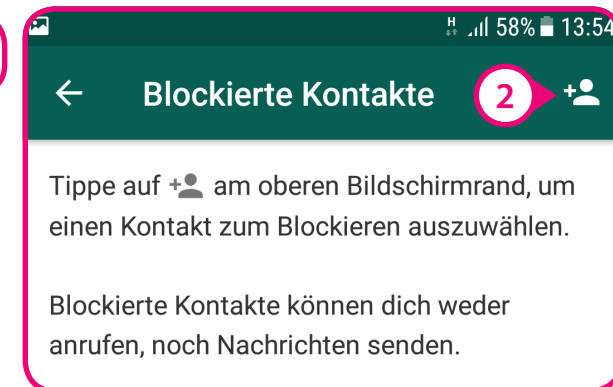 H 58% 13:54
Blockierte Kontakte 2
Tippe auf am oberen Bildschirmrand, um
einen Kontakt zum Blockieren auszuwählen.
Blockierte Kontakte können dich weder
anrufen, noch Nachrichten senden.